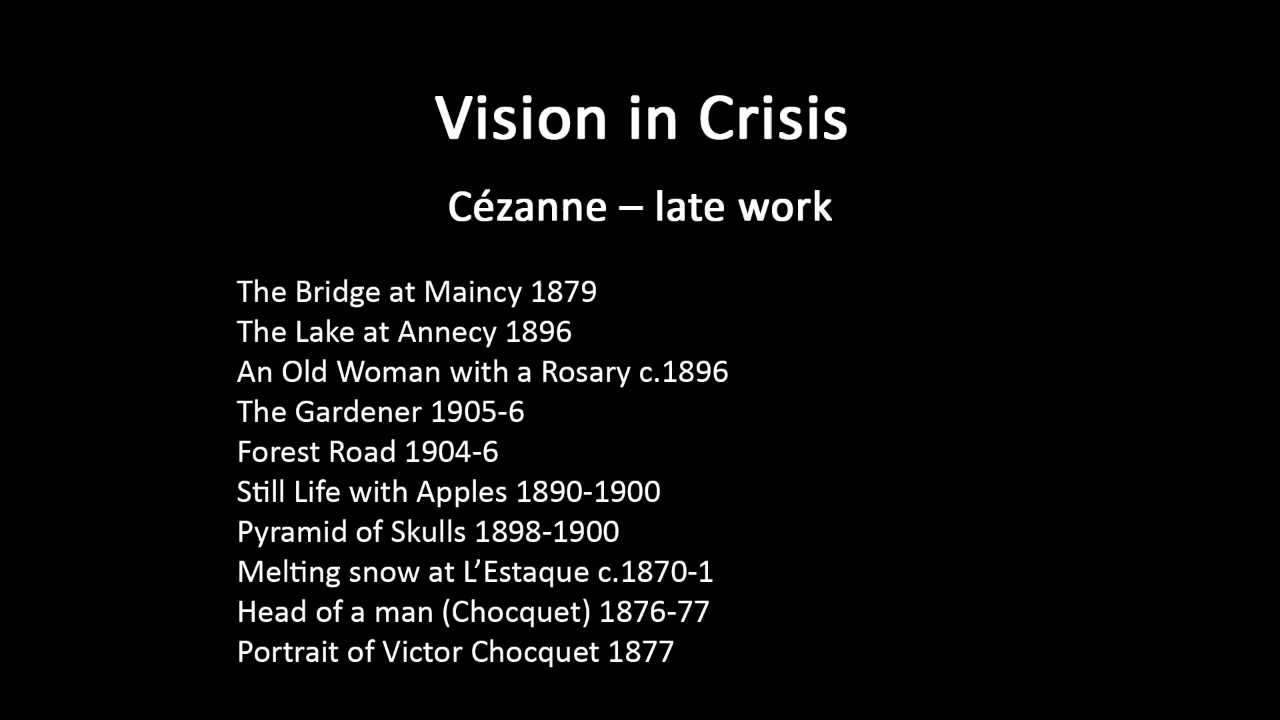 Vision in Crisis
Cézanne – late work
The Bridge at Maincy 1879
The Lake at Annecy 1896
An Old Woman with a Rosary c.1896
The Gardener 1905-6
Forest Road 1904-6
Still Life with Apples 1890-1900
Pyramid of Skulls 1898-1900
Melting snow at L’Estaque c.1870-1
Head of a man (Chocquet) 1876-77
Portrait of Victor Chocquet 1877